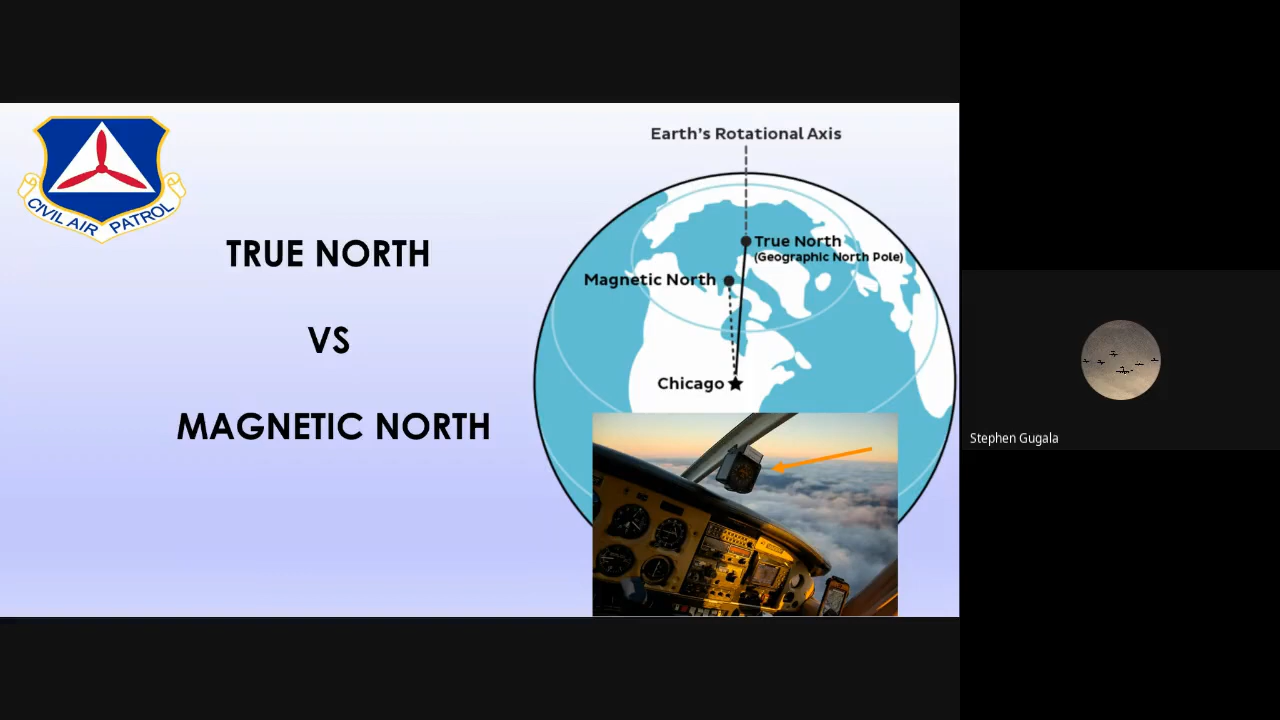 CIVIL AIR PATROL
TRUE NORTH
VS
MAGNETIC NORTH
Earth's Rotational Axis
True North
(Geographic North Pole)
Magnetic North
Chicago
Stephen Gugala